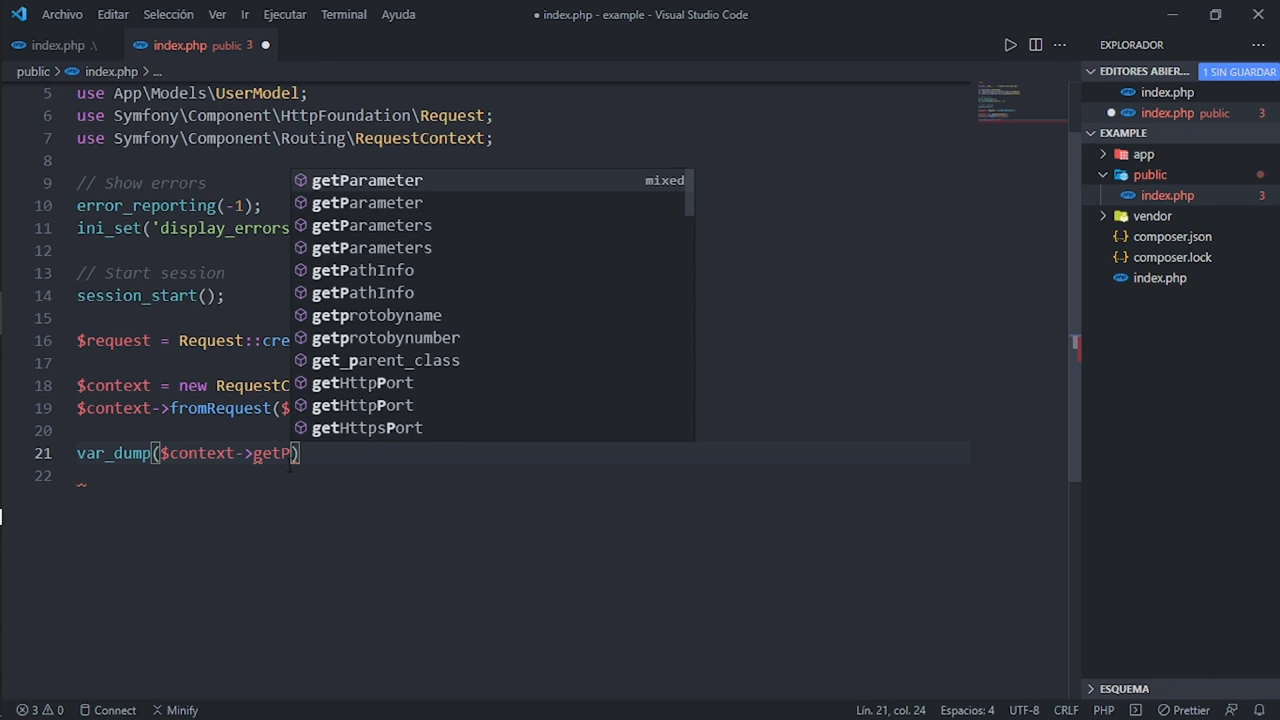 Archivo Editar Selección Ver Ir Ejecutar Terminal Ayuda ● index.php - example - Visual Studio Code
index.php .\ index.php public 3 ●
public > index.php > ...
5 use App\Models\UserModel;
6 use Symfony\Component\HttpFoundation\Request;
7 use Symfony\Component\Routing\RequestContext;
8
9 // Show errors
10 error_reporting(-1);
11 ini_set('display_errors
12
13 // Start session
14 session_start();
15
16 $request = Request::cre
17
18 $context = new RequestC
19 $context->fromRequest($
20
21 var_dump($context->getP)
22
getParameter mixed
getParameter
getParameters
getParameters
getPathInfo
getPathInfo
getprotobyname
getprotobynumber
get_parent_class
getHttpPort
getHttpPort
getHttpsPort
EXPLORADOR
EDITORES ABIER... 1 SIN GUARDAR
index.php
index.php public 3
EXAMPLE
app
public
index.php 3
vendor
composer.json
composer.lock
index.php
ESQUEMA
3 0 Connect Minify Lín. 21, col. 24 Espacios: 4 UTF-8 CRLF PHP Prettier